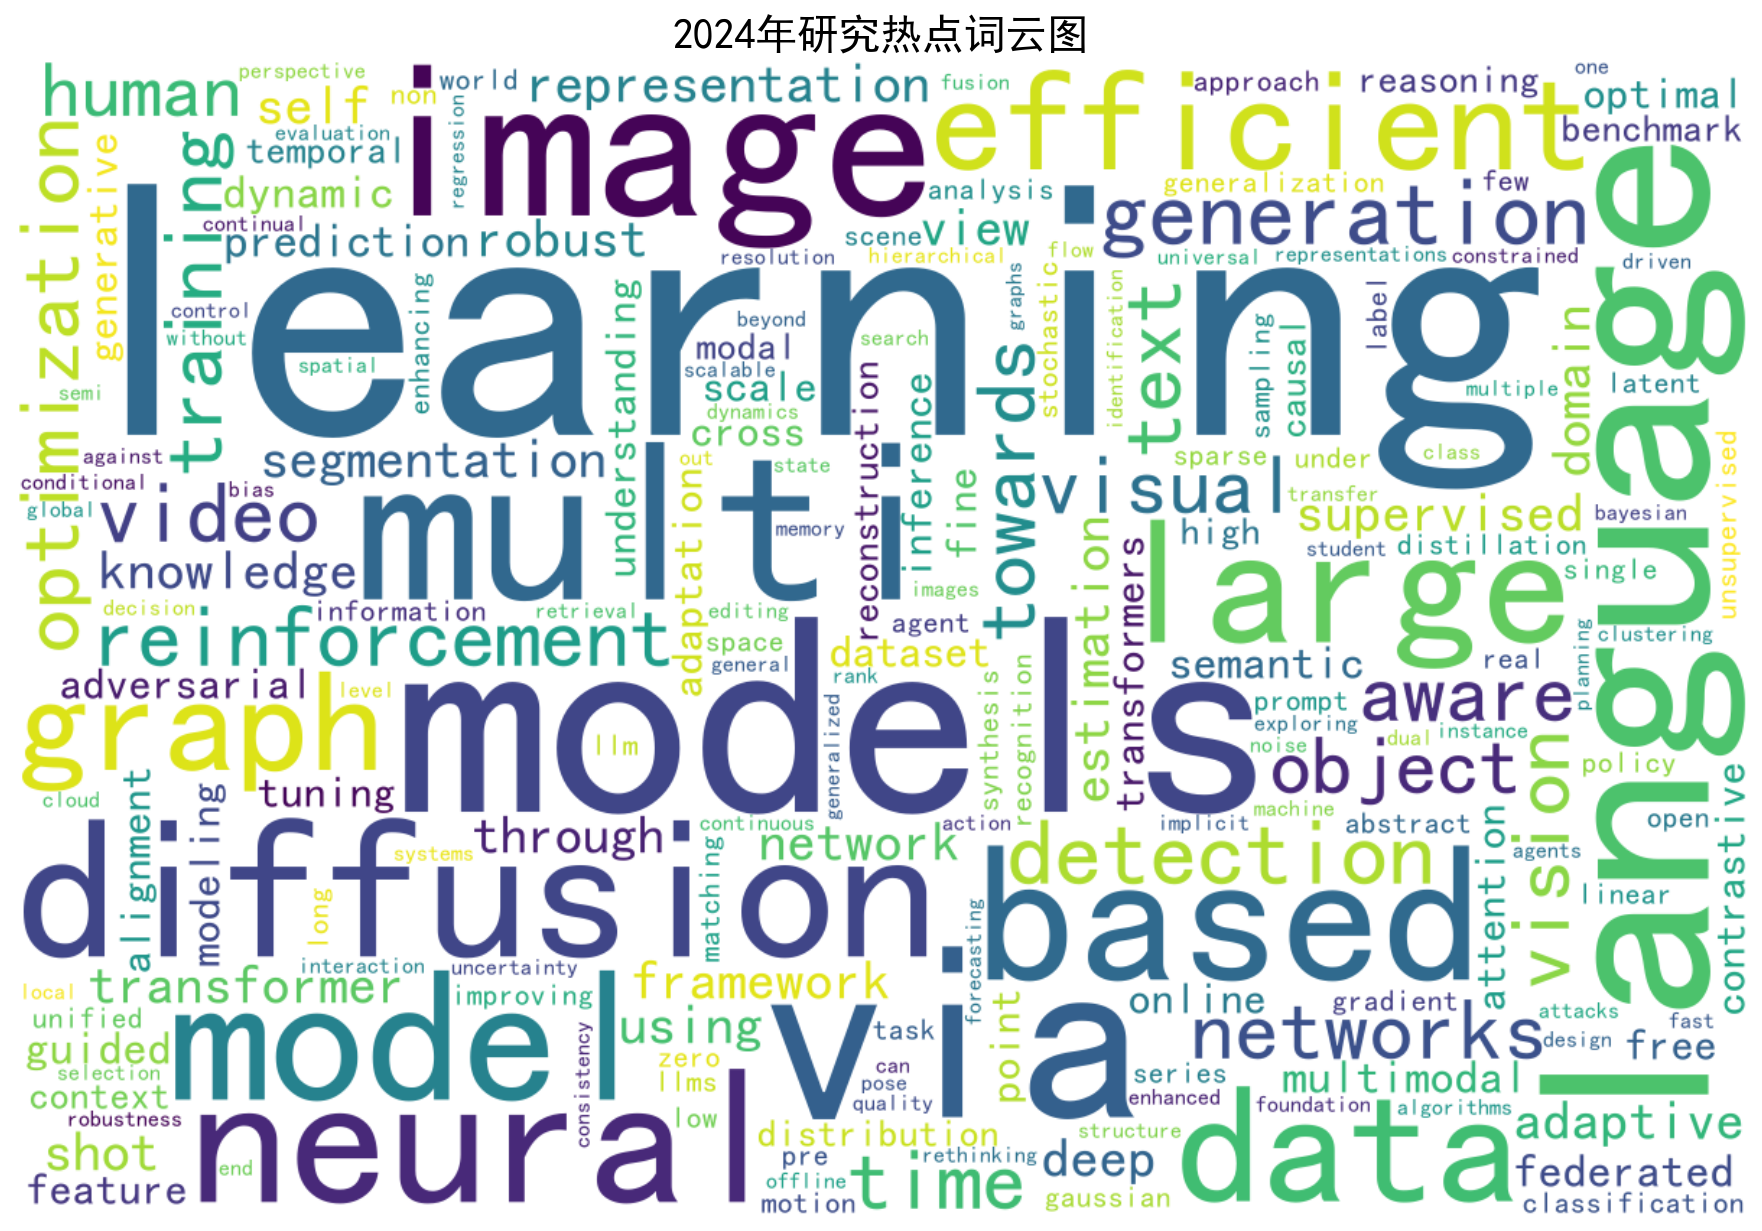 2024年研究热点词云图
human
perspective
self
non
world
representation
fusion
efficient
approach
reasoning
one
optimal
benchmark
image
evaluation
temporal
regression
optimization
generative
training
dynamic
continual
prediction
robust
analysis
scene
view
resolution
hierarchical
generalization
few
generation
flow
universal
representations
constrained
driven
language
learning
control
without
semi
spatial
enhancing
understanding
beyond
modal
scalable
scale
dynamics
cross
search
reconstruction
inference
graphs
towards
stochastic
identification
text
sampling
causal
label
multiple
domain
latent
class
against
conditional
bias
global
segmentation
video
knowledge
multi
out
state
memory
adaptation
fine
visual
sparse
under
transfer
high
supervised
student
distillation
bayesian
single
unsupervised
decision
information
retrieval
editing
images
reinforcement
space
general
agent
dataset
rank
estimation
transformers
large
semantic
real
planning
clustering
adversarial
level
graph
models
llm
generalized
synthesis
recognition
prompt
exploring
aware
noise
dual
instance
object
policy
cloud
tuning
alignment
modeling
through
continuous
action
network
machine
implicit
abstract
open
contrastive
diffusion
systems
long
matching
detection
based
attention
agents
vision
linear
local
transformer
interaction
uncertainty
improving
framework
forecasting
online
gradient
attacks
fast
unified
guided
selection
context
model
using
consistency
zero
llms
task
via
point
networks
design
free
can
pose
quality
series
enhanced
multimodal
foundation
algorithms
robustness
neural
low
distribution
structure
data
adaptive
shot
end
feature
pre
rethinking
offline
motion
time
deep
gaussian
federated
classification